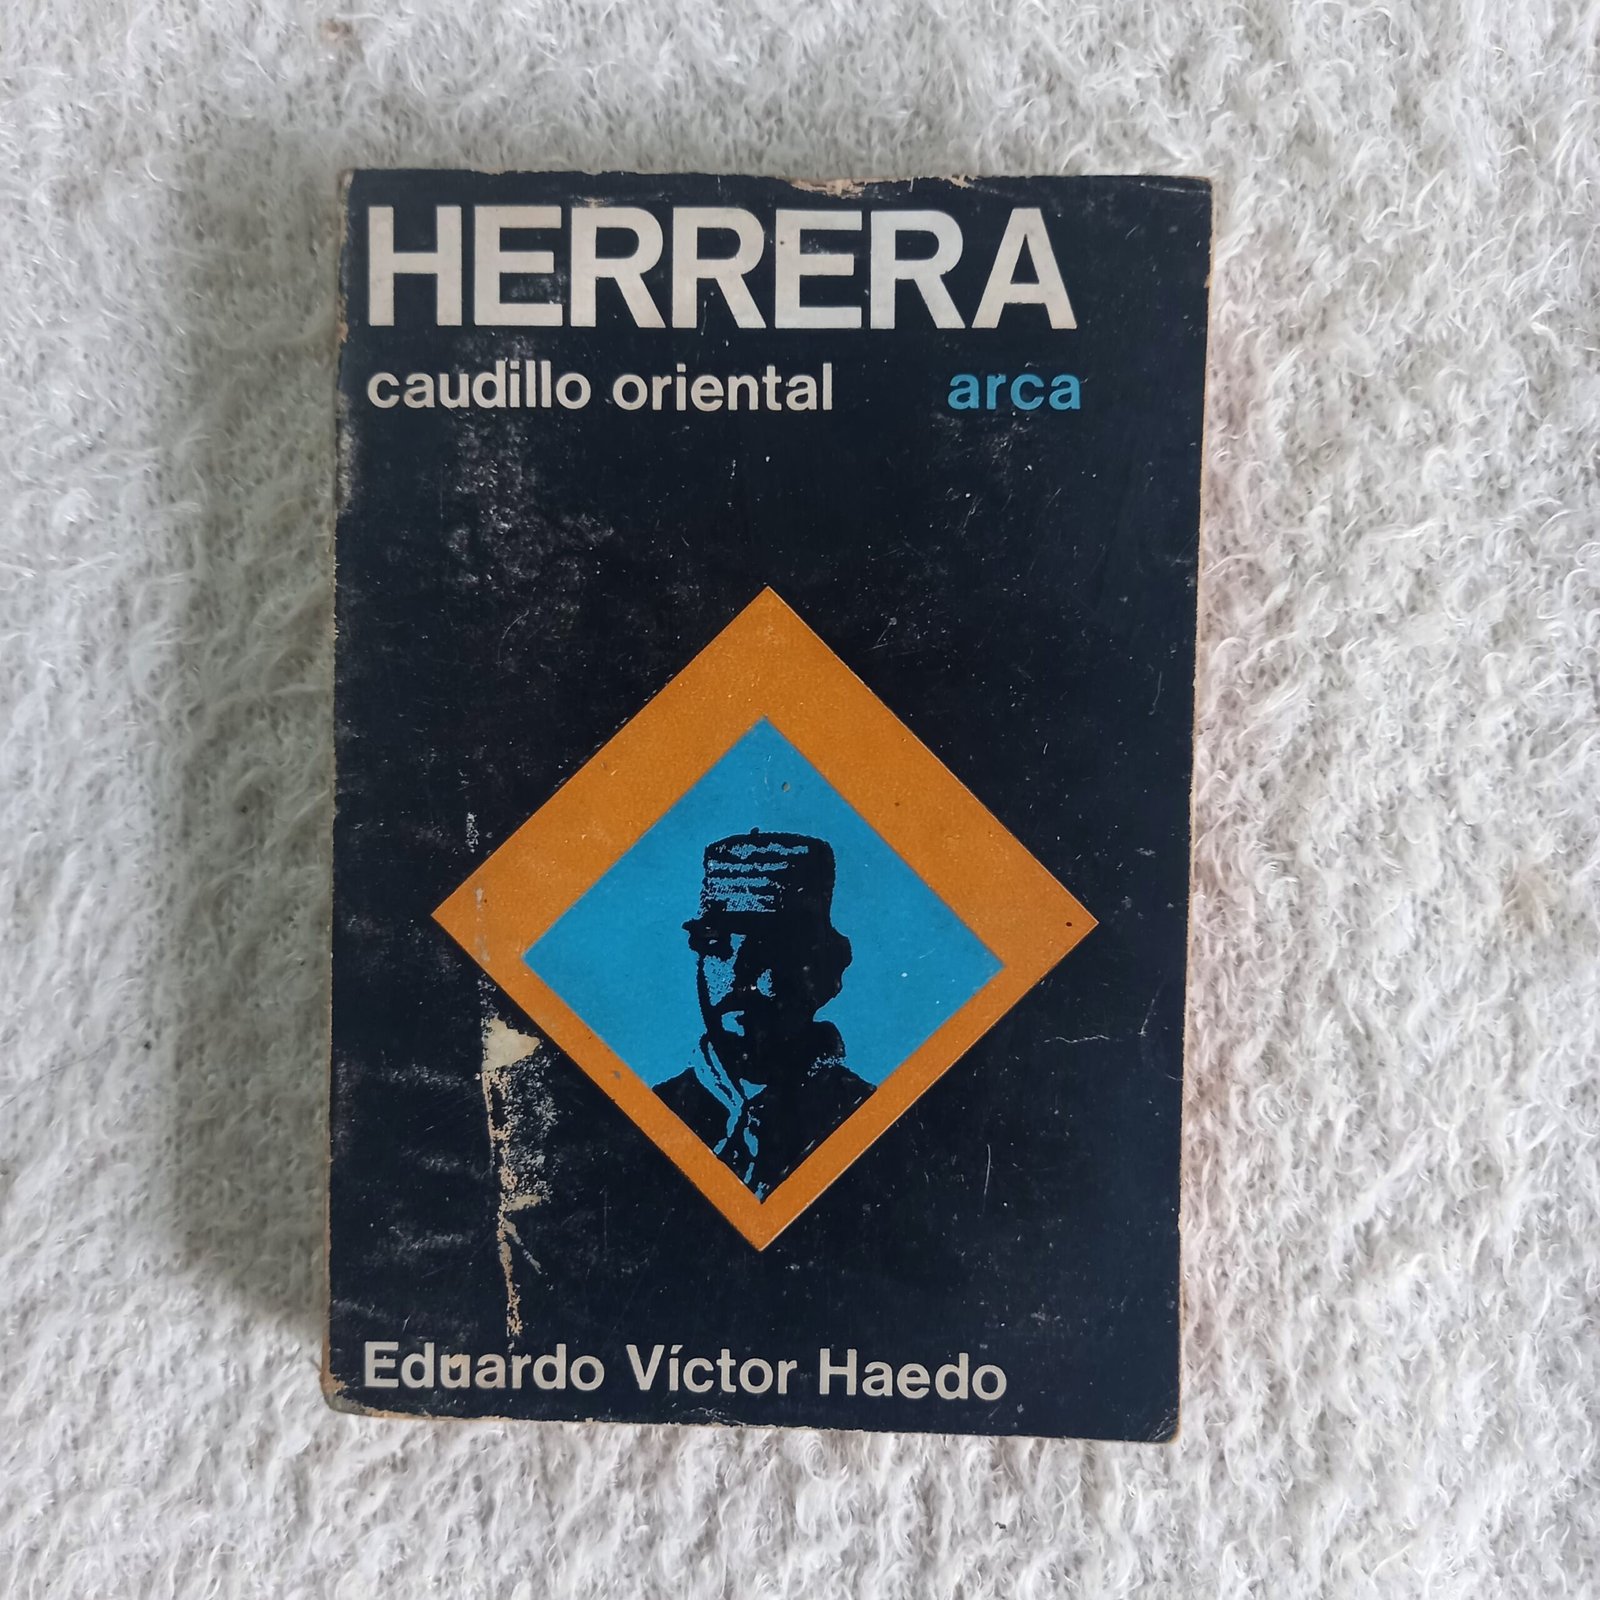 HERRERA
caudillo oriental arca
Eduardo Víctor Haedo